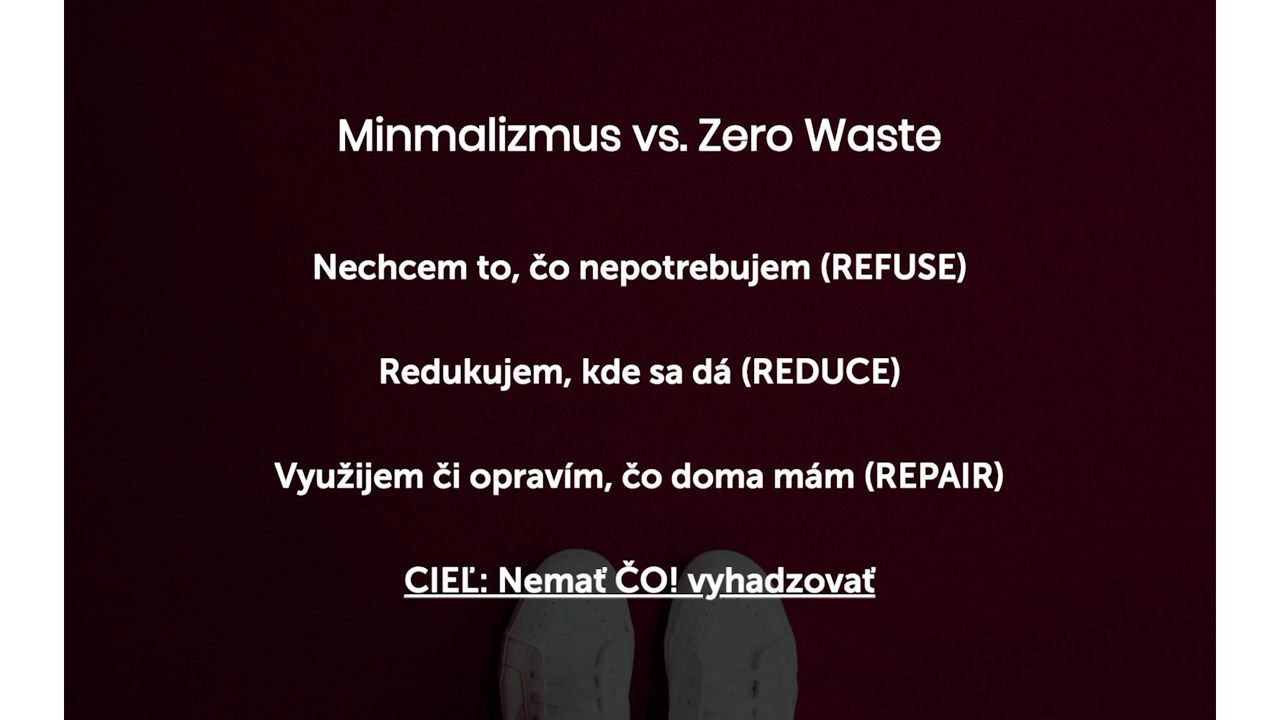 Minmalizmus vs. Zero Waste
Nechcem to, čo nepotrebujem (REFUSE)
Redukujem, kde sa dá (REDUCE)
Využijem či opravím, čo doma mám (REPAIR)
CIEĽ: Nemať ČO! vyhadzovať